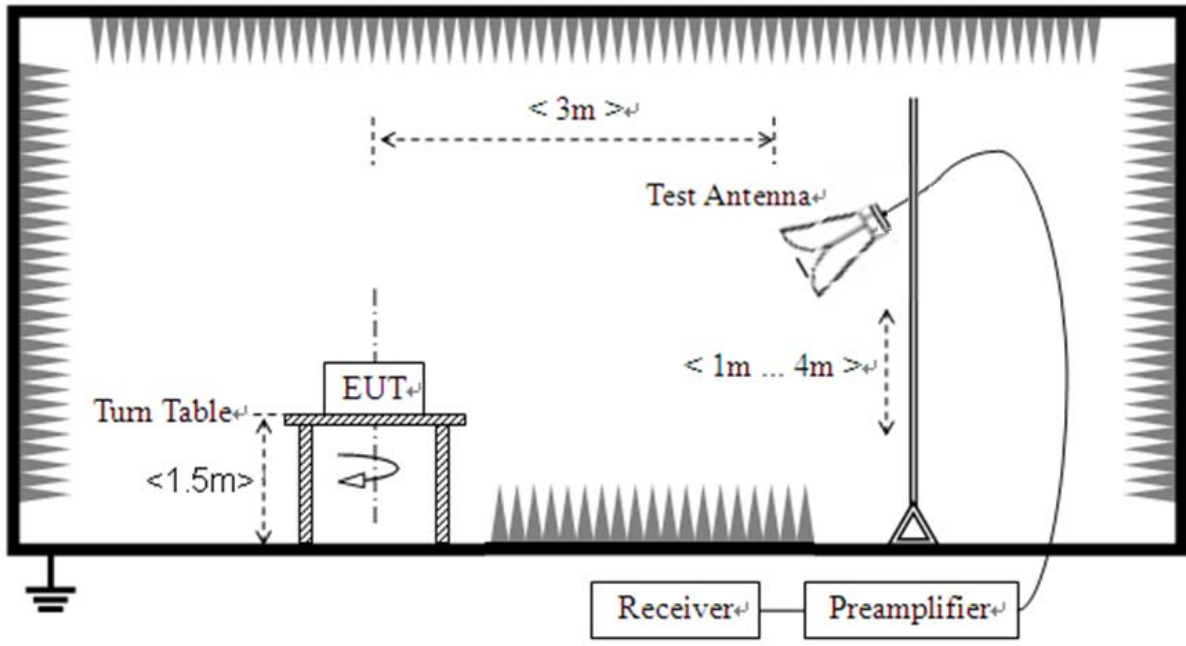 < 3m >↵
Test Antenna↵
< 1m ... 4m >↵
EUT↵
Turn Table↵
<1.5m>
Receiver↵
Preamplifier↵